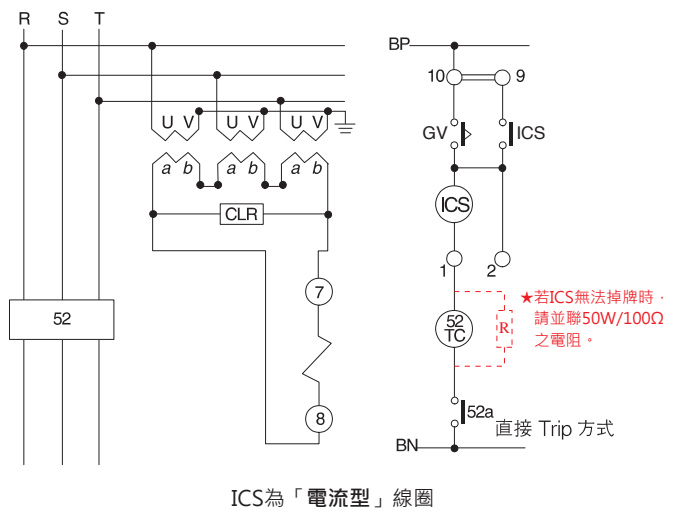 R S T
BP
10 9
U V U V U V
GV ICS
a b a b a b
ICS
CLR
1 2
7
★若ICS無法掉牌時，
請並聯50W/100Ω
之電阻。
52
52
TC
R
8
52a
直接 Trip 方式
BN
ICS為「電流型」線圈